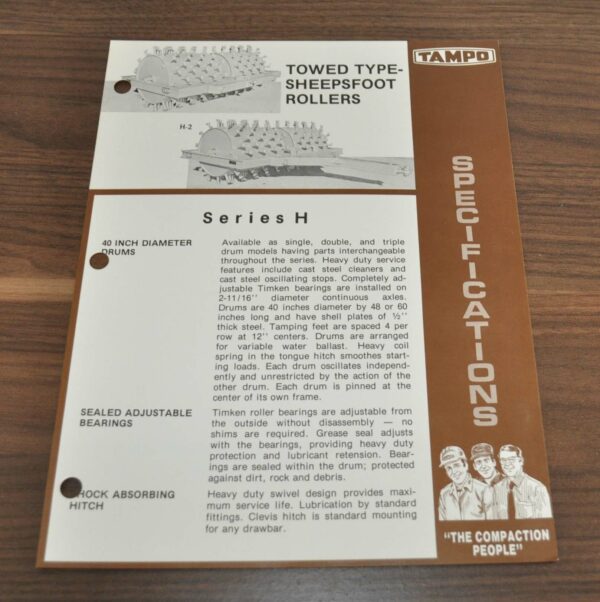 TAMPO
TOWED TYPE-
SHEEPSFOOT
ROLLERS
H-2
SPECIFICATIONS
Series H
40 INCH DIAMETER
DRUMS
Available as single, double, and triple
drum models having parts interchangeable
throughout the series. Heavy duty service
features include cast steel cleaners and
cast steel oscillating stops. Completely ad-
justable Timken bearings are installed on
2-11/16'' diameter continuous axles.
Drums are 40 inches diameter by 48 or 60
inches long and have shell plates of ½''
thick steel. Tamping feet are spaced 4 per
row at 12'' centers. Drums are arranged
for variable water ballast. Heavy coil
spring in the tongue hitch smoothes start-
ing loads. Each drum oscillates independ-
ently and unrestricted by the action of the
other drum. Each drum is pinned at the
center of its own frame.
SEALED ADJUSTABLE
BEARINGS
Timken roller bearings are adjustable from
the outside without disassembly — no
shims are required. Grease seal adjusts
with the bearings, providing heavy duty
protection and lubricant retension. Bear-
ings are sealed within the drum; protected
against dirt, rock and debris.
HOCK ABSORBING
HITCH
Heavy duty swivel design provides maxi-
mum service life. Lubrication by standard
fittings. Clevis hitch is standard mounting
for any drawbar.
"THE COMPACTION
PEOPLE"